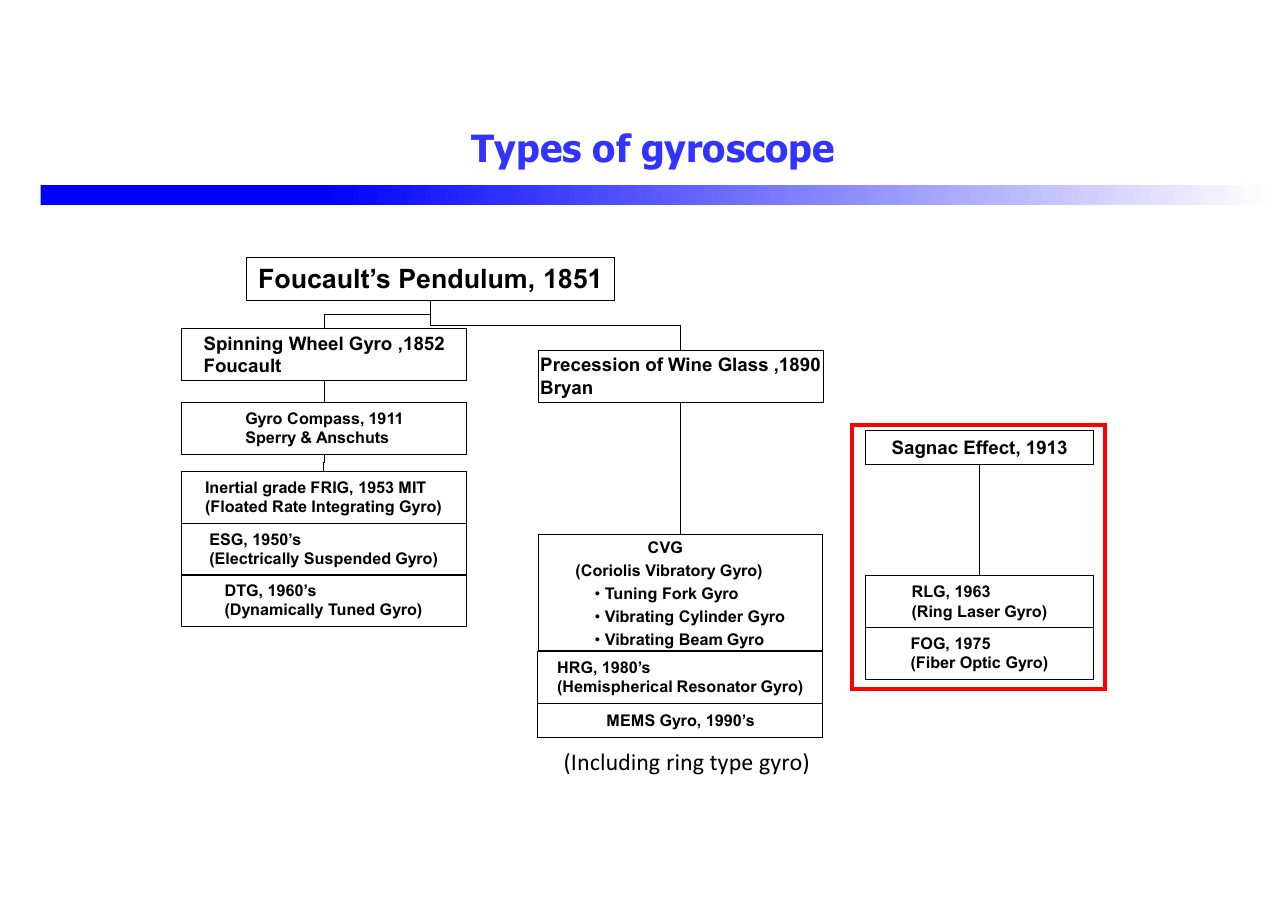 Types of gyroscope
Foucault’s Pendulum, 1851
Spinning Wheel Gyro ,1852
Foucault
Gyro Compass, 1911
Sperry & Anschuts
Inertial grade FRIG, 1953 MIT
(Floated Rate Integrating Gyro)
ESG, 1950’s
(Electrically Suspended Gyro)
DTG, 1960’s
(Dynamically Tuned Gyro)
Precession of Wine Glass ,1890
Bryan
CVG
(Coriolis Vibratory Gyro)
• Tuning Fork Gyro
• Vibrating Cylinder Gyro
• Vibrating Beam Gyro
HRG, 1980’s
(Hemispherical Resonator Gyro)
MEMS Gyro, 1990’s
(Including ring type gyro)
Sagnac Effect, 1913
RLG, 1963
(Ring Laser Gyro)
FOG, 1975
(Fiber Optic Gyro)